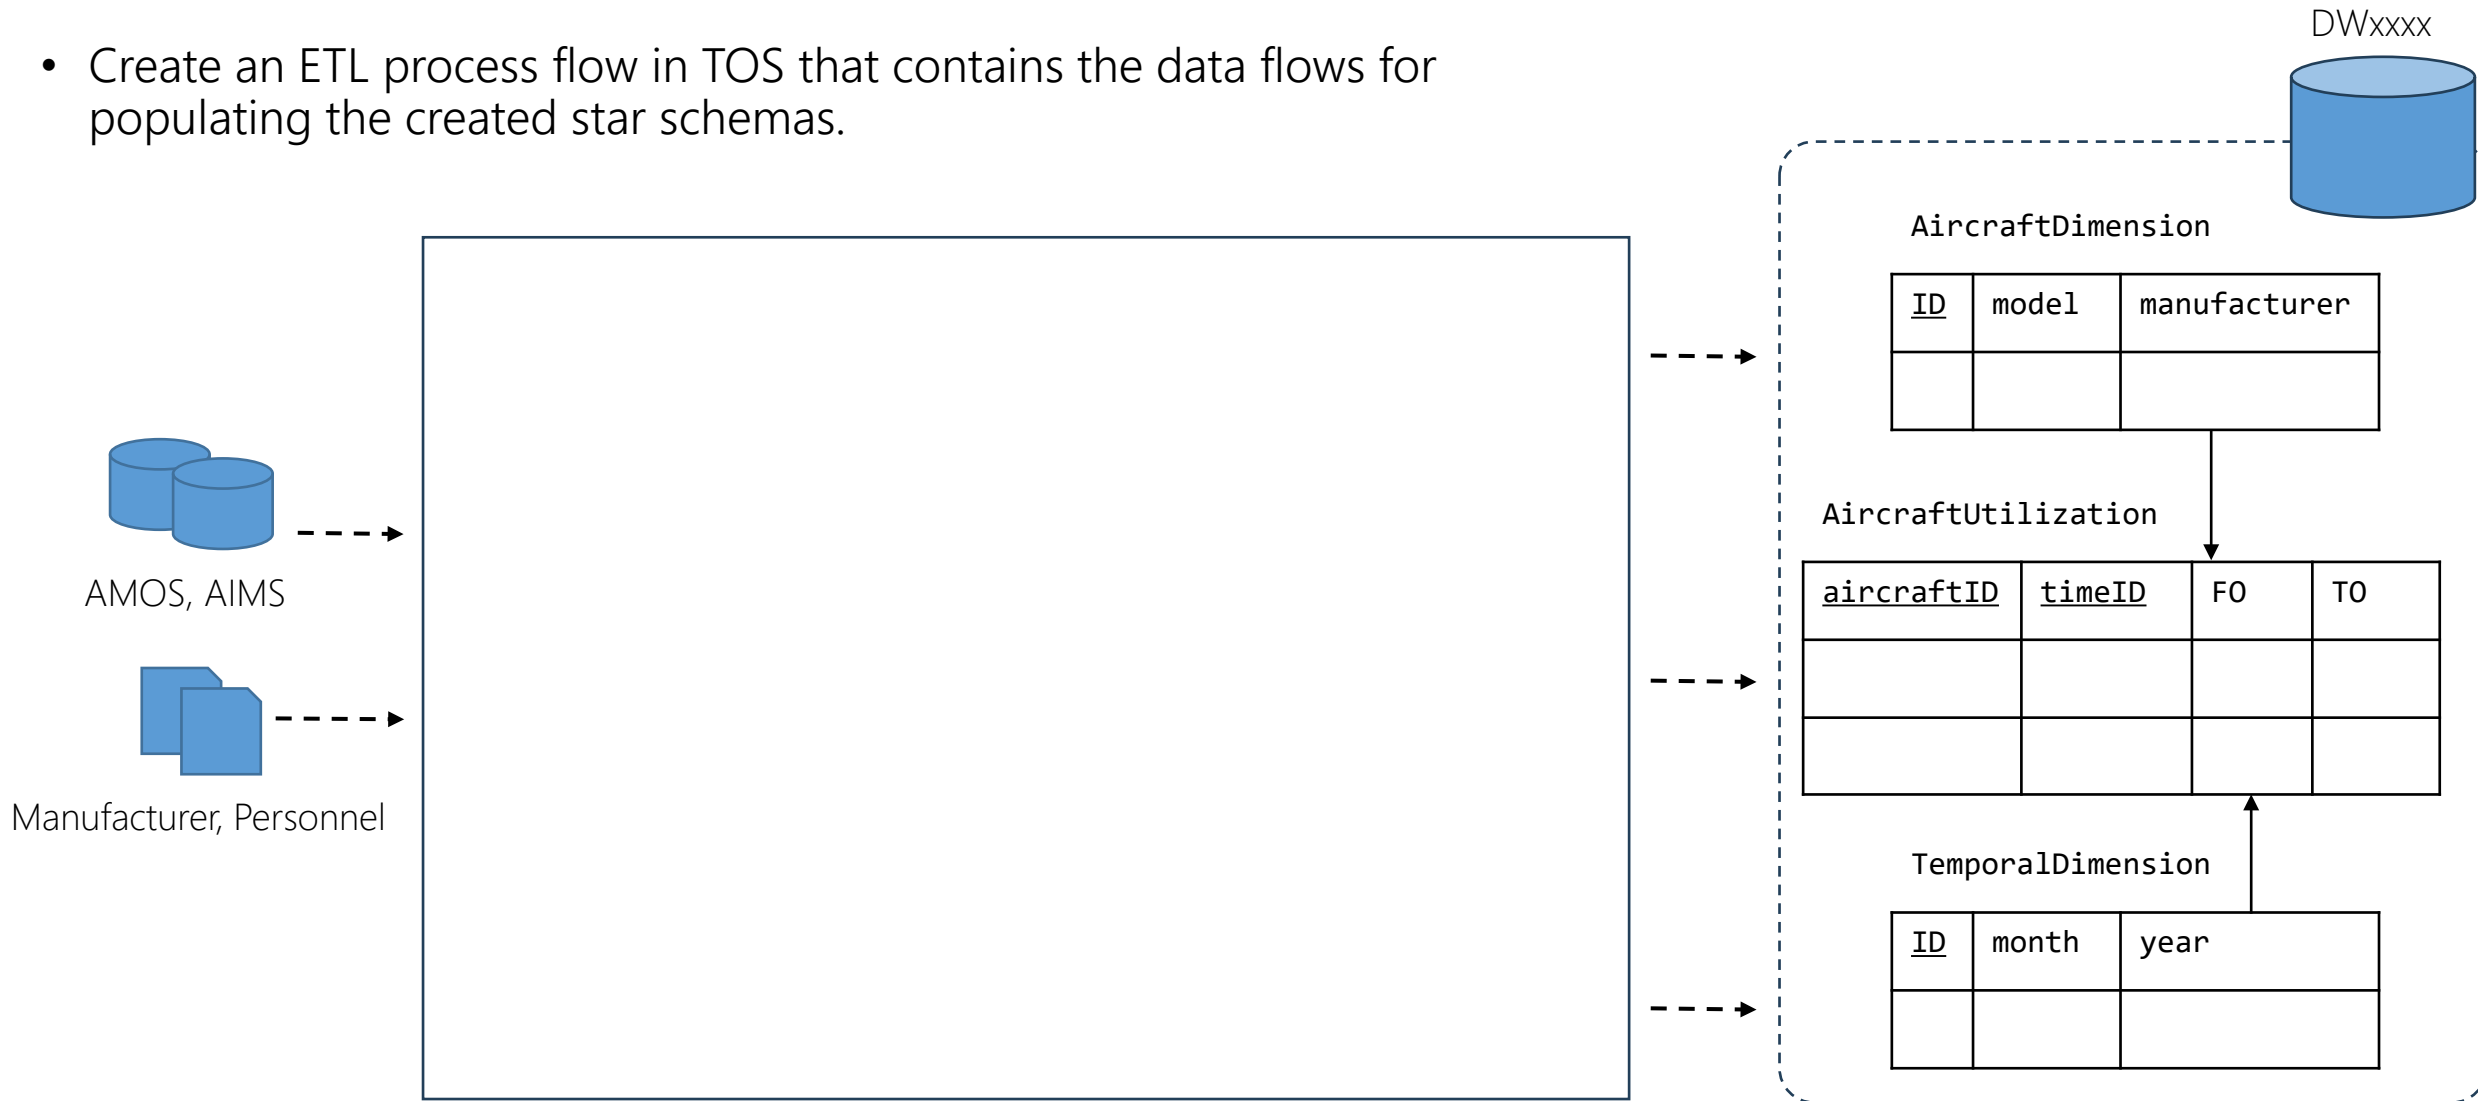 DWxxxx
• Create an ETL process flow in TOS that contains the data flows for
populating the created star schemas.
AircraftDimension
ID model manufacturer
AMOS, AIMS
Manufacturer, Personnel
AircraftUtilization
aircraftID timeID FO TO
TemporalDimension
ID month year